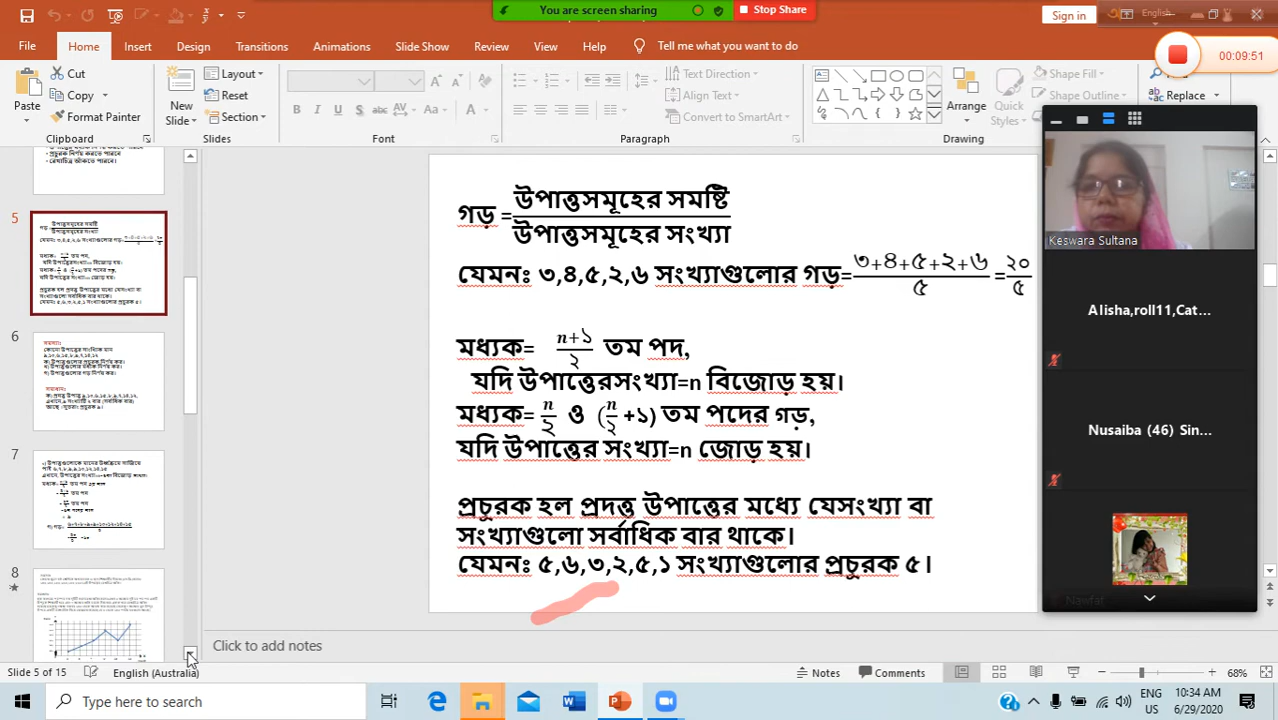 You are screen sharing
Stop Share
Sign in
English
File Home Insert Design Transitions Animations Slide Show Review View Help Tell me what you want to do
00:09:51
Paste
Cut
Copy
Format Painter
Clipboard
New
Slide
Layout
Reset
Section
Slides
Font
Text Direction
Align Text
Convert to SmartArt
Paragraph
Arrange
Quick
Styles
Shape Fill
Shape Outline
Drawing
Replace
5
6
7
8
গড় =উপাত্তসমূহের সমষ্টি
উপাত্তসমূহের সংখ্যা
যেমনঃ ৩,৪,৫,২,৬ সংখ্যাগুলোর গড়=৩+৪+৫+২+৬/৫=২০/৫
মধ্যক= n+১/২ তম পদ,
যদি উপাত্তেরসংখ্যা=n বিজোড় হয়।
মধ্যক=n/২ ও (n/২+১) তম পদের গড়,
যদি উপাত্তের সংখ্যা=n জোড় হয়।
প্রচুরক হল প্রদত্ত উপাত্তের মধ্যে যেসংখ্যা বা
সংখ্যাগুলো সর্বাধিক বার থাকে।
যেমনঃ ৫,৬,৩,২,৫,১ সংখ্যাগুলোর প্রচুরক ৫।
Keswara Sultana
Alisha,roll11,Cat...
Nusaiba (46) Sin...
Nawfat
Click to add notes
Slide 5 of 15
English (Australia)
Notes
Comments
68%
Type here to search
ENG
US
10:34 AM
6/29/2020